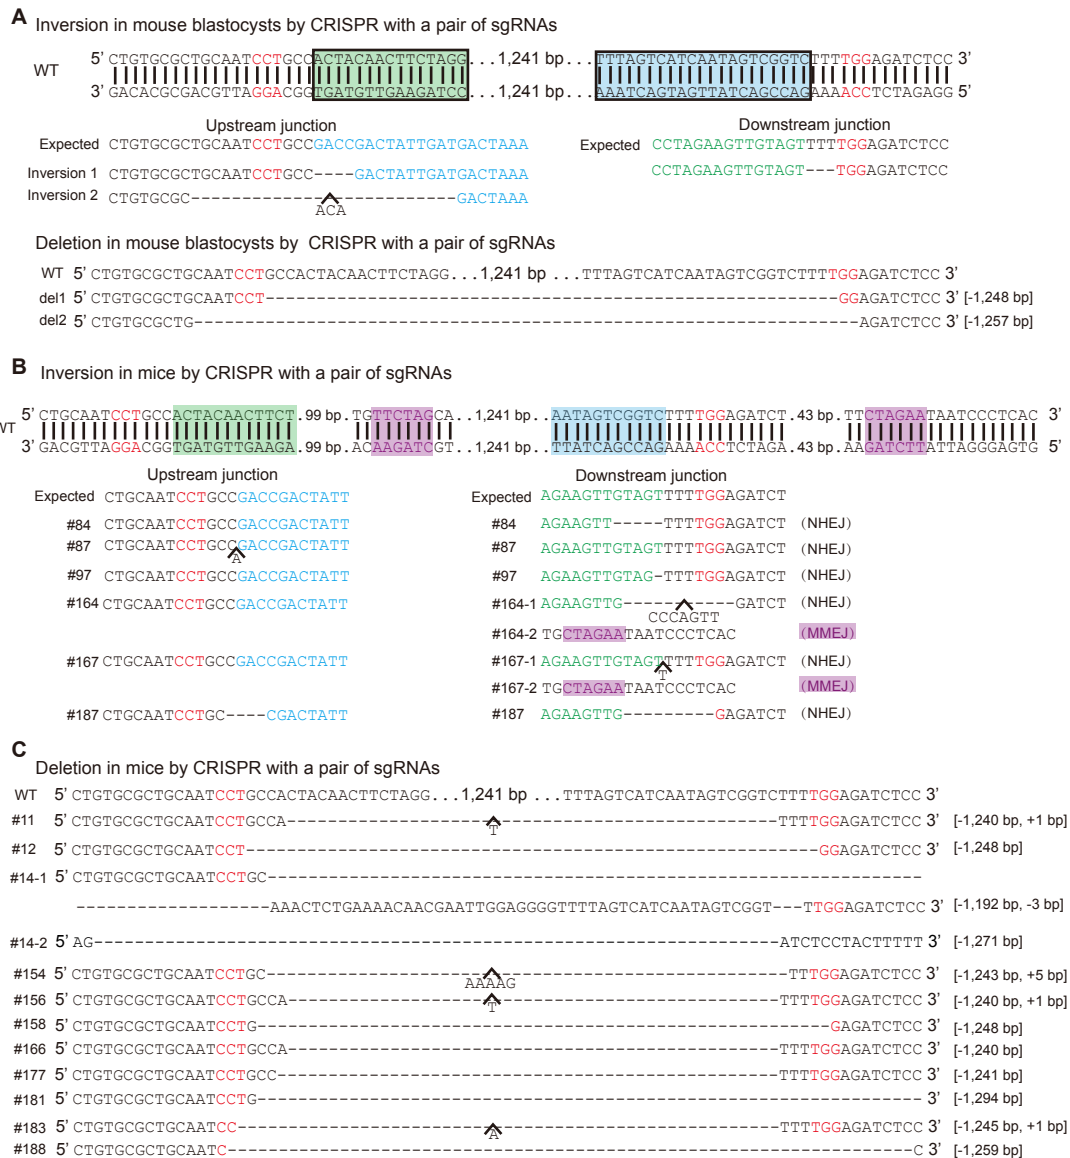 A Inversion in mouse blastocysts by CRISPR with a pair of sgRNAs
5' CTGTGCGCTGCAATCCTGCCACTACAACTTCTAGG...1,241 bp ...TTTAGTCATCAATAGTCGGTCTTTTGGAGATCTCC 3'
WT
3' GACACGCGACGTTAGGACGGTGATGTTGAAGATCC...1,241 bp ...AAATCAGTAGTTATCAGCCAGAAAACCTCTAGAGG 5'
Upstream junction Downstream junction
Expected CTGTGCGCTGCAATCCTGCCGACCGACTATTGATGACTAAA Expected CCTAGAAGTTGTAGTTTTTGGAGATCTCC
Inversion 1 CTGTGCGCTGCAATCCTGCC----GACTATTGATGACTAAA CCTAGAAGTTGTAGT---TGGAGATCTCC
Inversion 2 CTGTGCGC--------------------------GACTAAA
ACA
Deletion in mouse blastocysts by CRISPR with a pair of sgRNAs
WT 5' CTGTGCGCTGCAATCCTGCCACTACAACTTCTAGG...1,241 bp ...TTTAGTCATCAATAGTCGGTCTTTTGGAGATCTCC 3'
del1 5' CTGTGCGCTGCAATCCT---------------------------------------------------------GGAGATCTCC 3' [-1,248 bp]
del2 5' CTGTGCGCTG------------------------------------------------------------------AGATCTCC 3' [-1,257 bp]
B Inversion in mice by CRISPR with a pair of sgRNAs
5' CTGCAATCCTGCCACTACAACTTCT.99 bp.TGTTCTAGCA...1,241 bp...AATAGTCGGTCTTTTGGAGATCT.43 bp.TTCTAGAATAATCCCTCAC 3'
WT
3' GACGTTAGGACGGTGATGTTGAAGA.99 bp.ACAAGATCGT...1,241 bp...TTATCAGCCAGAAAACCTCTAGA.43 bp.AAGATCTTATTAGGGAGTG 5'
Upstream junction Downstream junction
Expected CTGCAATCCTGCCGACCGACTATT Expected AGAAGTTGTAGTTTTTGGAGATCT
#84 CTGCAATCCTGCCGACCGACTATT #84 AGAAGTT-----TTTTGGAGATCT (NHEJ)
#87 CTGCAATCCTGCCGACCGACTATT #87 AGAAGTTGTAGTTTTTGGAGATCT (NHEJ)
A
#97 CTGCAATCCTGCCGACCGACTATT #97 AGAAGTTGTAG-TTTTGGAGATCT (NHEJ)
#164 CTGCAATCCTGCCGACCGACTATT #164-1 AGAAGTTG-----------GATCT (NHEJ)
CCCAGTT
#164-2 TGCTAGAATAATCCCTCAC (MMEJ)
#167 CTGCAATCCTGCCGACCGACTATT #167-1 AGAAGTTGTAGTTTTTGGAGATCT (NHEJ)
T
#167-2 TGCTAGAATAATCCCTCAC (MMEJ)
#187 CTGCAATCCTGC----CGACTATT #187 AGAAGTTG---------GAGATCT (NHEJ)
C
Deletion in mice by CRISPR with a pair of sgRNAs
WT 5' CTGTGCGCTGCAATCCTGCCACTACAACTTCTAGG...1,241 bp ...TTTAGTCATCAATAGTCGGTCTTTTGGAGATCTCC 3'
#11 5' CTGTGCGCTGCAATCCTGCCA-------------------------------------------------TTTTGGAGATCTCC 3' [-1,240 bp, +1 bp]
T
#12 5' CTGTGCGCTGCAATCCT---------------------------------------------------------GGAGATCTCC 3' [-1,248 bp]
#14-1 5' CTGTGCGCTGCAATCCTGC-----------------------------------------------------------------
-------------------AAACTCTGAAAACAACGAATTGGAGGGGTTTTAGTCATCAATAGTCGGT---TTGGAGATCTCC 3' [-1,192 bp, -3 bp]
#14-2 5' AG--------------------------------------------------------------------ATCTCCTACTTTTT 3' [-1,271 bp]
#154 5' CTGTGCGCTGCAATCCTGC----------------------------------------------------TTTGGAGATCTCC 3' [-1,243 bp, +5 bp]
AAAAG
#156 5' CTGTGCGCTGCAATCCTGCCA-------------------------------------------------TTTTGGAGATCTCC 3' [-1,240 bp, +1 bp]
T
#158 5' CTGTGCGCTGCAATCCTG---------------------------------------------------------GAGATCTCC 3' [-1,248 bp]
#166 5' CTGTGCGCTGCAATCCTGCCA-------------------------------------------------TTTTGGAGATCTCC 3' [-1,240 bp]
#177 5' CTGTGCGCTGCAATCCTGCC--------------------------------------------------TTTTGGAGATCTCC 3' [-1,241 bp]
#181 5' CTGTGCGCTGCAATCCTG------------------------------------------------------------------ 3' [-1,294 bp]
#183 5' CTGTGCGCTGCAATCC------------------------------------------------------TTTTGGAGATCTCC 3' [-1,245 bp, +1 bp]
A
#188 5' CTGTGCGCTGCAATC--------------------------------------------------------------------C 3' [-1,259 bp]